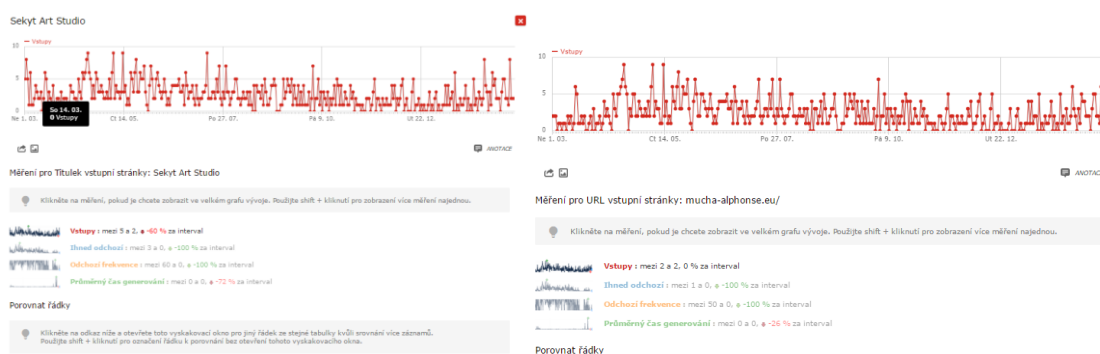 Sekyt Art Studio
Vstupy
10
5
0
So 14. 03.
0 Vstupy
Ne 1. 03.
Čt 14. 05.
Po 27. 07.
Pá 9. 10.
Út 22. 12.
ANOTACE
Měření pro Titulek vstupní stránky: Sekyt Art Studio
Klikněte na měření, pokud je chcete zobrazit ve velkém grafu vývoje. Použijte shift + kliknutí pro zobrazení více měření najednou.
Vstupy : mezi 5 a 2, -60 % za interval
Ihned odchozí : mezi 3 a 0, -100 % za interval
Odchozí frekvence : mezi 60 a 0, -100 % za interval
Průměrný čas generování : mezi 0 a 0, -72 % za interval
Porovnat řádky
Klikněte na odkaz níže a otevřete toto vyskakovací okno pro jiný řádek ze stejné tabulky kvůli srovnání více záznamů.
Použijte shift + kliknutí pro označení řádku k porovnání bez otevření tohoto vyskakovacího okna.
Vstupy
10
5
0
Ne 1. 03.
Čt 14. 05.
Po 27. 07.
Pá 9. 10.
Út 22. 12.
ANOTAC
Měření pro URL vstupní stránky: mucha-alphonse.eu/
Klikněte na měření, pokud je chcete zobrazit ve velkém grafu vývoje. Použijte shift + kliknutí pro zobrazení více měření najednou.
Vstupy : mezi 2 a 2, 0 % za interval
Ihned odchozí : mezi 1 a 0, -100 % za interval
Odchozí frekvence : mezi 50 a 0, -100 % za interval
Průměrný čas generování : mezi 0 a 0, -26 % za interval
Porovnat řádky